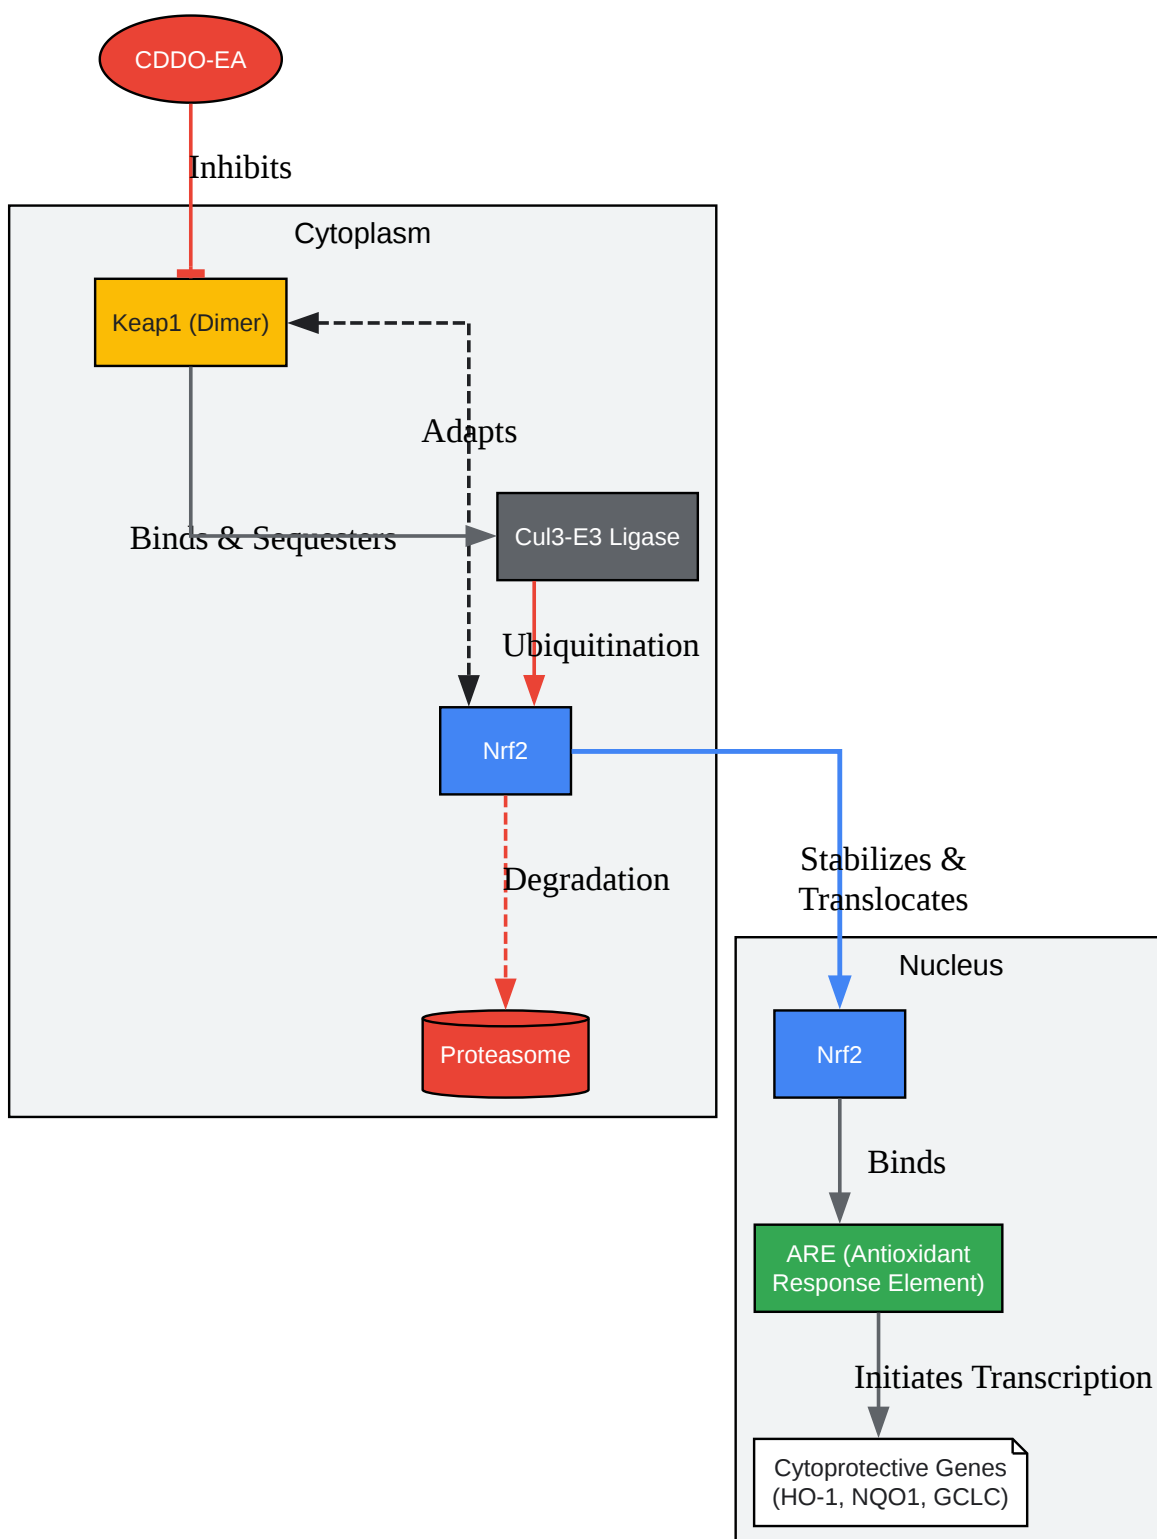 CDDO-EA
Inhibits
Cytoplasm
Keap1 (Dimer)
Adapts
Binds & Sequesters
Cul3-E3 Ligase
Ubiquitination
Nrf2
Stabilizes &
Translocates
Degradation
Nucleus
Proteasome
Nrf2
Binds
ARE (Antioxidant
Response Element)
Initiates Transcription
Cytoprotective Genes
(HO-1, NQO1, GCLC)